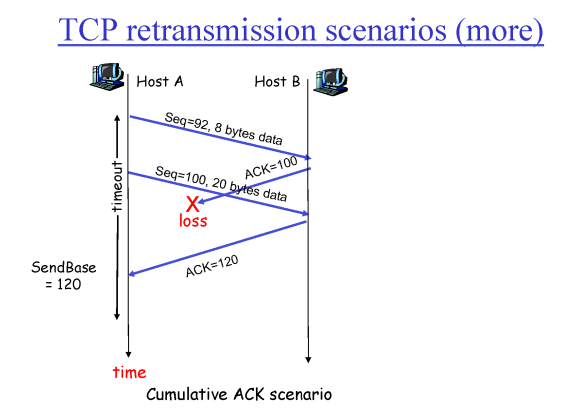 TCP retransmission scenarios (more)
Host A
Host B
Seq=92, 8 bytes data
ACK=100
Seq=100, 20 bytes data
timeout
X
loss
ACK=120
SendBase
= 120
time
Cumulative ACK scenario